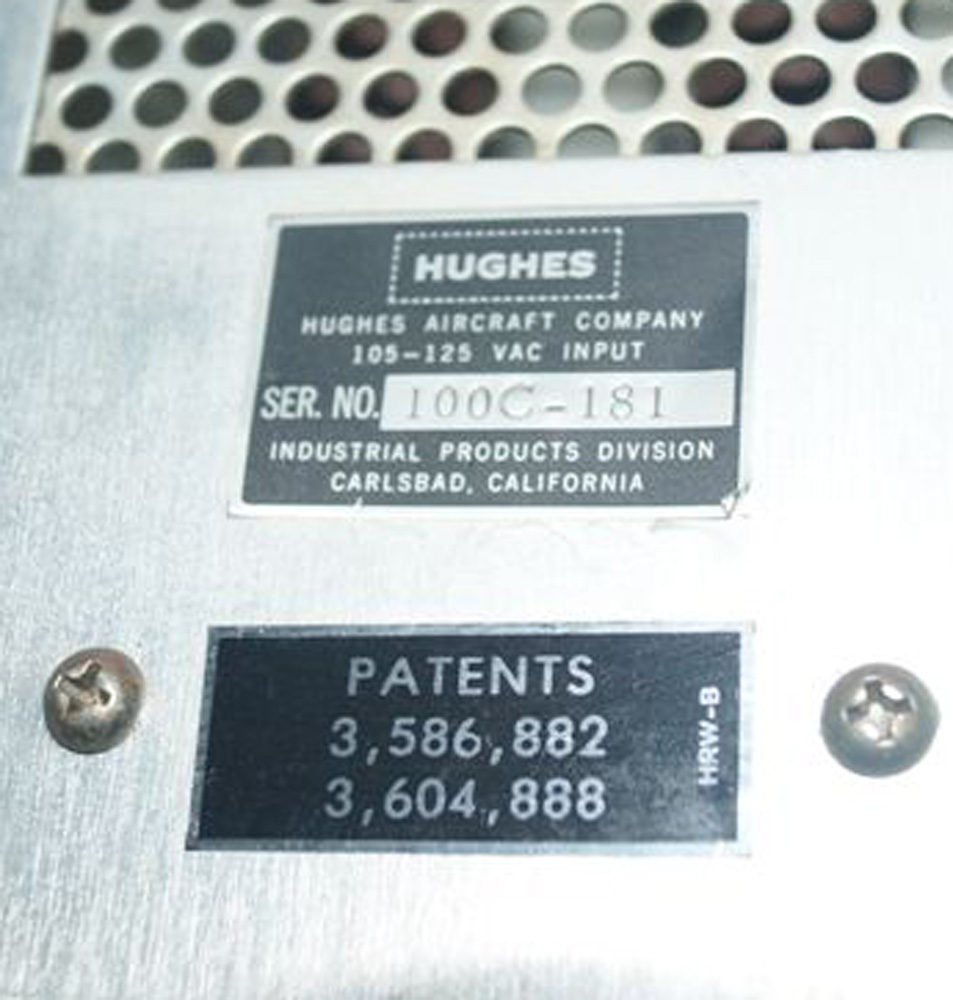 HUGHES
HUGHES AIRCRAFT COMPANY
105-125 VAC INPUT
SER. NO. 100C-181
INDUSTRIAL PRODUCTS DIVISION
CARLSBAD, CALIFORNIA
PATENTS
3,586,882
3,604,888
HRW-B